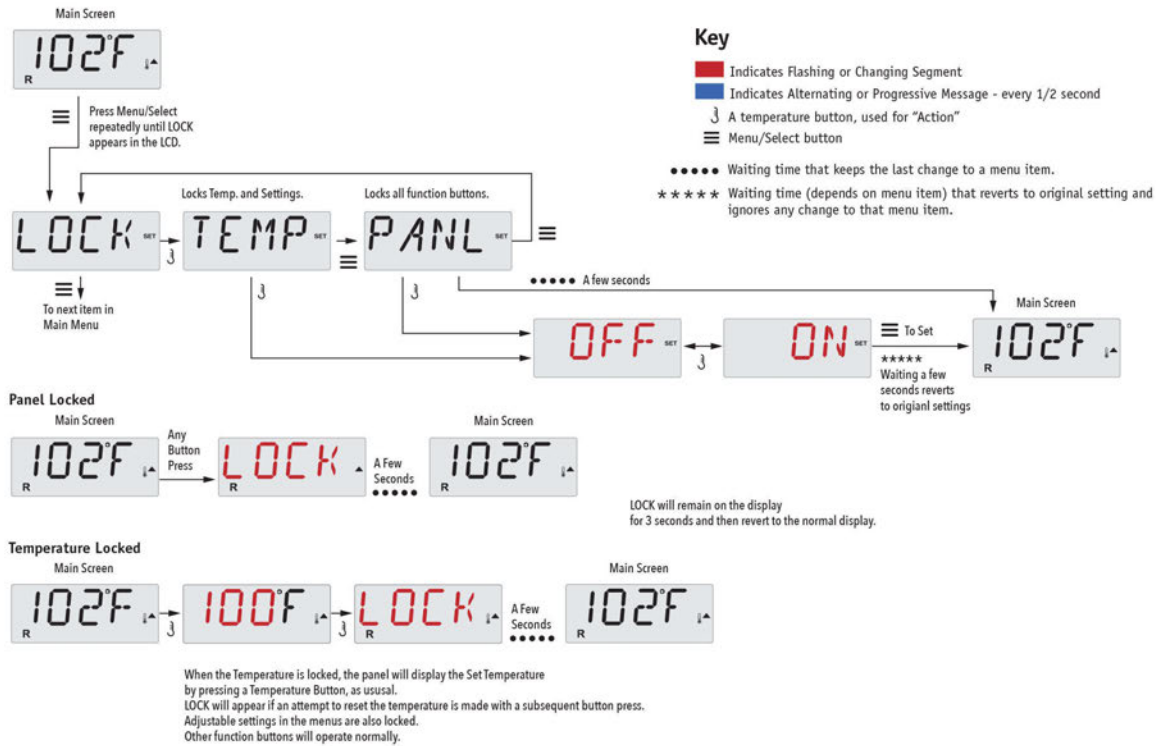 Main Screen
102°F
R
Press Menu/Select
repeatedly until LOCK
appears in the LCD.
Key
Indicates Flashing or Changing Segment
Indicates Alternating or Progressive Message - every 1/2 second
A temperature button, used for "Action"
Menu/Select button
••••• Waiting time that keeps the last change to a menu item.
***** Waiting time (depends on menu item) that reverts to original setting and
ignores any change to that menu item.
Locks Temp. and Settings.
Locks all function buttons.
LOCK SET
TEMP SET
PANL SET
To next item in
Main Menu
••••• A few seconds
Main Screen
OFF SET
ON SET
To Set
*****
Waiting a few
seconds reverts
to origianl settings
102°F
R
Panel Locked
Main Screen
102°F
R
Any
Button
Press
LOCK
R
A Few
Seconds
•••••
Main Screen
102°F
R
LOCK will remain on the display
for 3 seconds and then revert to the normal display.
Temperature Locked
Main Screen
102°F
R
100°F
LOCK
R
A Few
Seconds
•••••
Main Screen
102°F
R
When the Temperature is locked, the panel will display the Set Temperature
by pressing a Temperature Button, as ususal.
LOCK will appear if an attempt to reset the temperature is made with a subsequent button press.
Adjustable settings in the menus are also locked.
Other function buttons will operate normally.